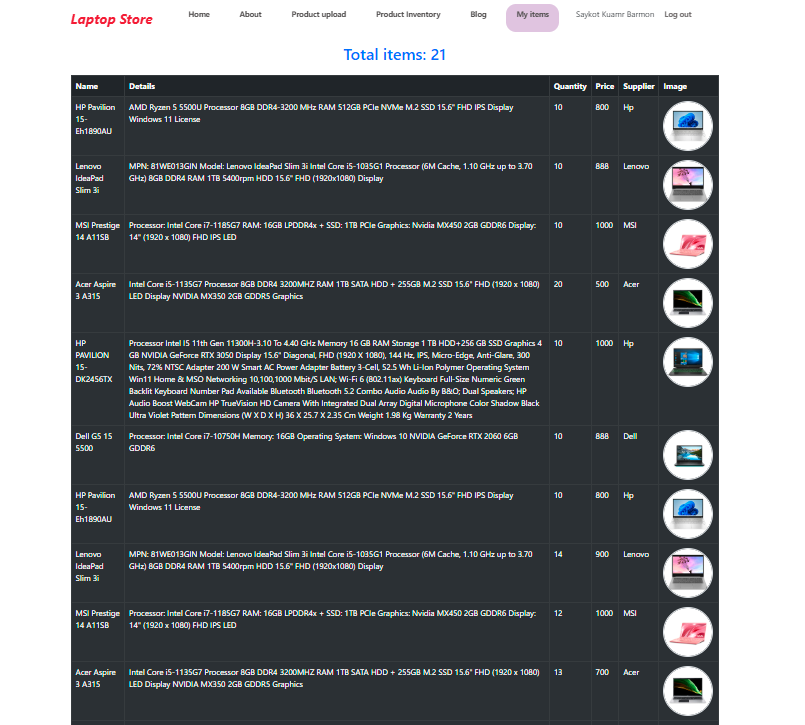 Laptop Store
Home About Product upload Product Inventory Blog My items Saykot Kuamr Barmon Log out
Total items: 21
Name Details Quantity Price Supplier Image
HP Pavilion
15-
Eh1890AU
AMD Ryzen 5 5500U Processor 8GB DDR4-3200 MHz RAM 512GB PCIe NVMe M.2 SSD 15.6" FHD IPS Display
Windows 11 License
10 800 Hp
Lenovo
IdeaPad
Slim 3i
MPN: 81WE013GIN Model: Lenovo IdeaPad Slim 3i Intel Core i5-1035G1 Processor (6M Cache, 1.10 GHz up to 3.70
GHz) 8GB DDR4 RAM 1TB 5400rpm HDD 15.6" FHD (1920x1080) Display
10 888 Lenovo
MSI Prestige
14 A11SB
Processor: Intel Core i7-1185G7 RAM: 16GB LPDDR4x + SSD: 1TB PCIe Graphics: Nvidia MX450 2GB GDDR6 Display:
14" (1920 x 1080) FHD IPS LED
10 1000 MSI
Acer Aspire
3 A315
Intel Core i5-1135G7 Processor 8GB DDR4 3200MHZ RAM 1TB SATA HDD + 255GB M.2 SSD 15.6" FHD (1920 x 1080)
LED Display NVIDIA MX350 2GB GDDR5 Graphics
20 500 Acer
HP
PAVILION
15-
DK2456TX
Processor Intel I5 11th Gen 11300H-3.10 To 4.40 GHz Memory 16 GB RAM Storage 1 TB HDD+256 GB SSD Graphics 4
GB NVIDIA GeForce RTX 3050 Display 15.6" Diagonal, FHD (1920 X 1080), 144 Hz, IPS, Micro-Edge, Anti-Glare, 300
Nits, 72% NTSC Adapter 200 W Smart AC Power Adapter Battery 3-Cell, 52.5 Wh Li-Ion Polymer Operating System
Win11 Home & MSO Networking 10,100,1000 Mbit/S LAN; Wi-Fi 6 (802.11ax) Keyboard Full-Size Numeric Green
Backlit Keyboard Number Pad Available Bluetooth Bluetooth 5.2 Combo Audio Audio By B&O; Dual Speakers; HP
Audio Boost WebCam HP TrueVision HD Camera With Integrated Dual Array Digital Microphone Color Shadow Black
Ultra Violet Pattern Dimensions (W X D X H) 36 X 25.7 X 2.35 Cm Weight 1.98 Kg Warranty 2 Years
10 1000 Hp
Dell G5 15
5500
Processor: Intel Core i7-10750H Memory: 16GB Operating System: Windows 10 NVIDIA GeForce RTX 2060 6GB
GDDR6
10 888 Dell
HP Pavilion
15-
Eh1890AU
AMD Ryzen 5 5500U Processor 8GB DDR4-3200 MHz RAM 512GB PCIe NVMe M.2 SSD 15.6" FHD IPS Display
Windows 11 License
10 800 Hp
Lenovo
IdeaPad
Slim 3i
MPN: 81WE013GIN Model: Lenovo IdeaPad Slim 3i Intel Core i5-1035G1 Processor (6M Cache, 1.10 GHz up to 3.70
GHz) 8GB DDR4 RAM 1TB 5400rpm HDD 15.6" FHD (1920x1080) Display
14 900 Lenovo
MSI Prestige
14 A11SB
Processor: Intel Core i7-1185G7 RAM: 16GB LPDDR4x + SSD: 1TB PCIe Graphics: Nvidia MX450 2GB GDDR6 Display:
14" (1920 x 1080) FHD IPS LED
12 1000 MSI
Acer Aspire
3 A315
Intel Core i5-1135G7 Processor 8GB DDR4 3200MHZ RAM 1TB SATA HDD + 255GB M.2 SSD 15.6" FHD (1920 x 1080)
LED Display NVIDIA MX350 2GB GDDR5 Graphics
13 700 Acer